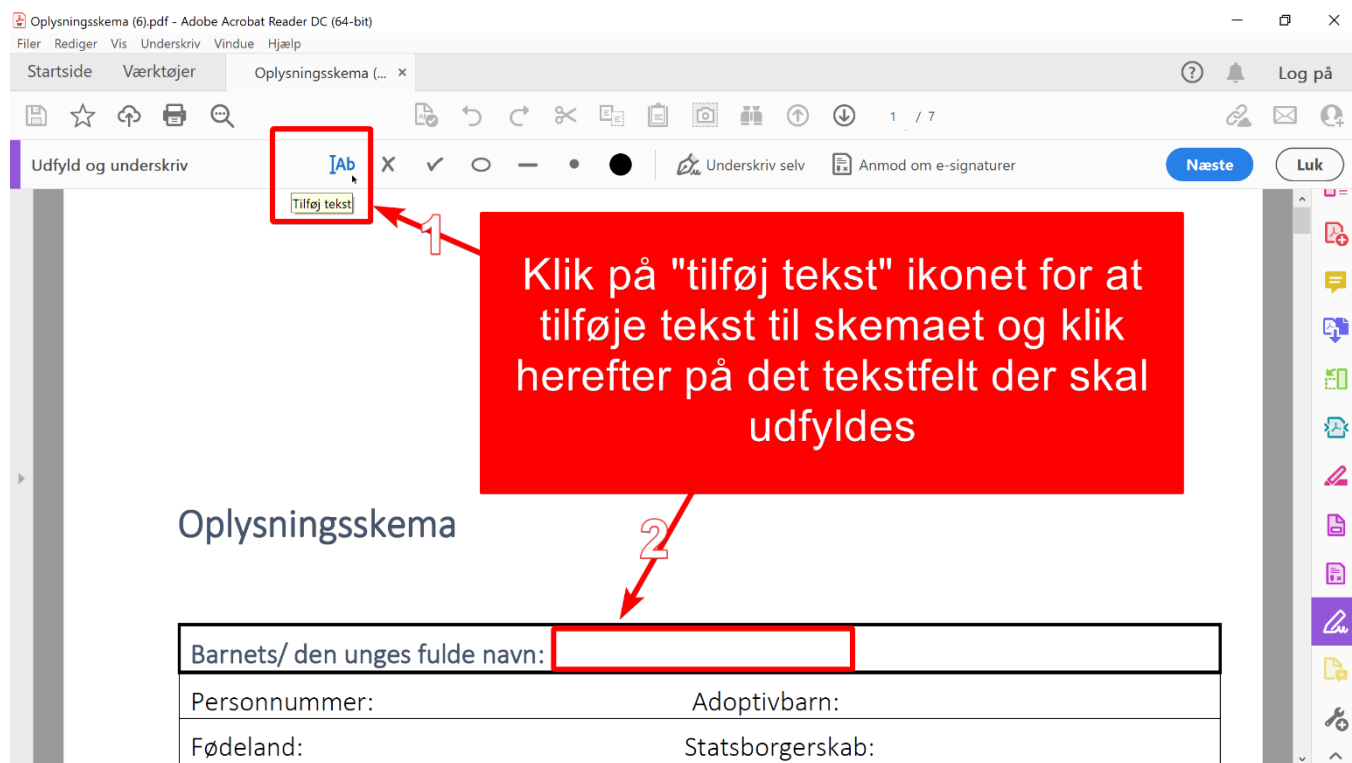 Oplysningsskema (6).pdf - Adobe Acrobat Reader DC (64-bit)
Filer Rediger Vis Underskriv Vindue Hjælp
Startside Værktøjer Oplysningsskema (... × Log på
1 / 7
Udfyld og underskriv Ab Underskriv selv Anmod om e-signaturer Næste Luk
Tilføj tekst
1
Klik på "tilføj tekst" ikonet for at
tilføje tekst til skemaet og klik
herefter på det tekstfelt der skal
udfyldes
Oplysningsskema
2
Barnets/ den unges fulde navn:
Personnummer: Adoptivbarn:
Fødeland: Statsborgerskab: